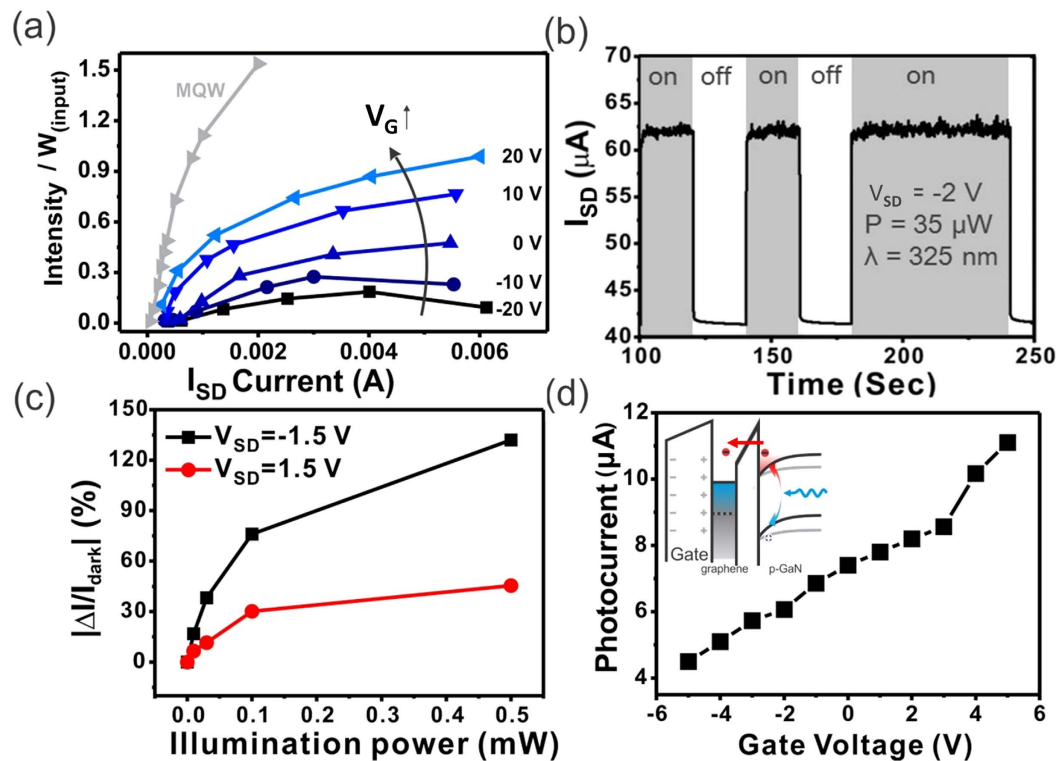 (a)
Intensity / W(input)
1.5
1.2
0.9
0.6
0.3
0.0
MQW
V_G↑
20 V
10 V
0 V
-10 V
-20 V
0.000 0.002 0.004 0.006
I_SD Current (A)
(b)
I_SD (μA)
70
65
60
55
50
45
40
on off on off on
V_SD = -2 V
P = 35 μW
λ = 325 nm
100 150 200 250
Time (Sec)
(c)
|ΔI/I_dark| (%)
150
120
90
60
30
0
V_SD=-1.5 V
V_SD=1.5 V
0.0 0.1 0.2 0.3 0.4 0.5
Illumination power (mW)
(d)
Photocurrent (μA)
12
10
8
6
4
Gate
graphene
p-GaN
-6 -4 -2 0 2 4 6
Gate Voltage (V)